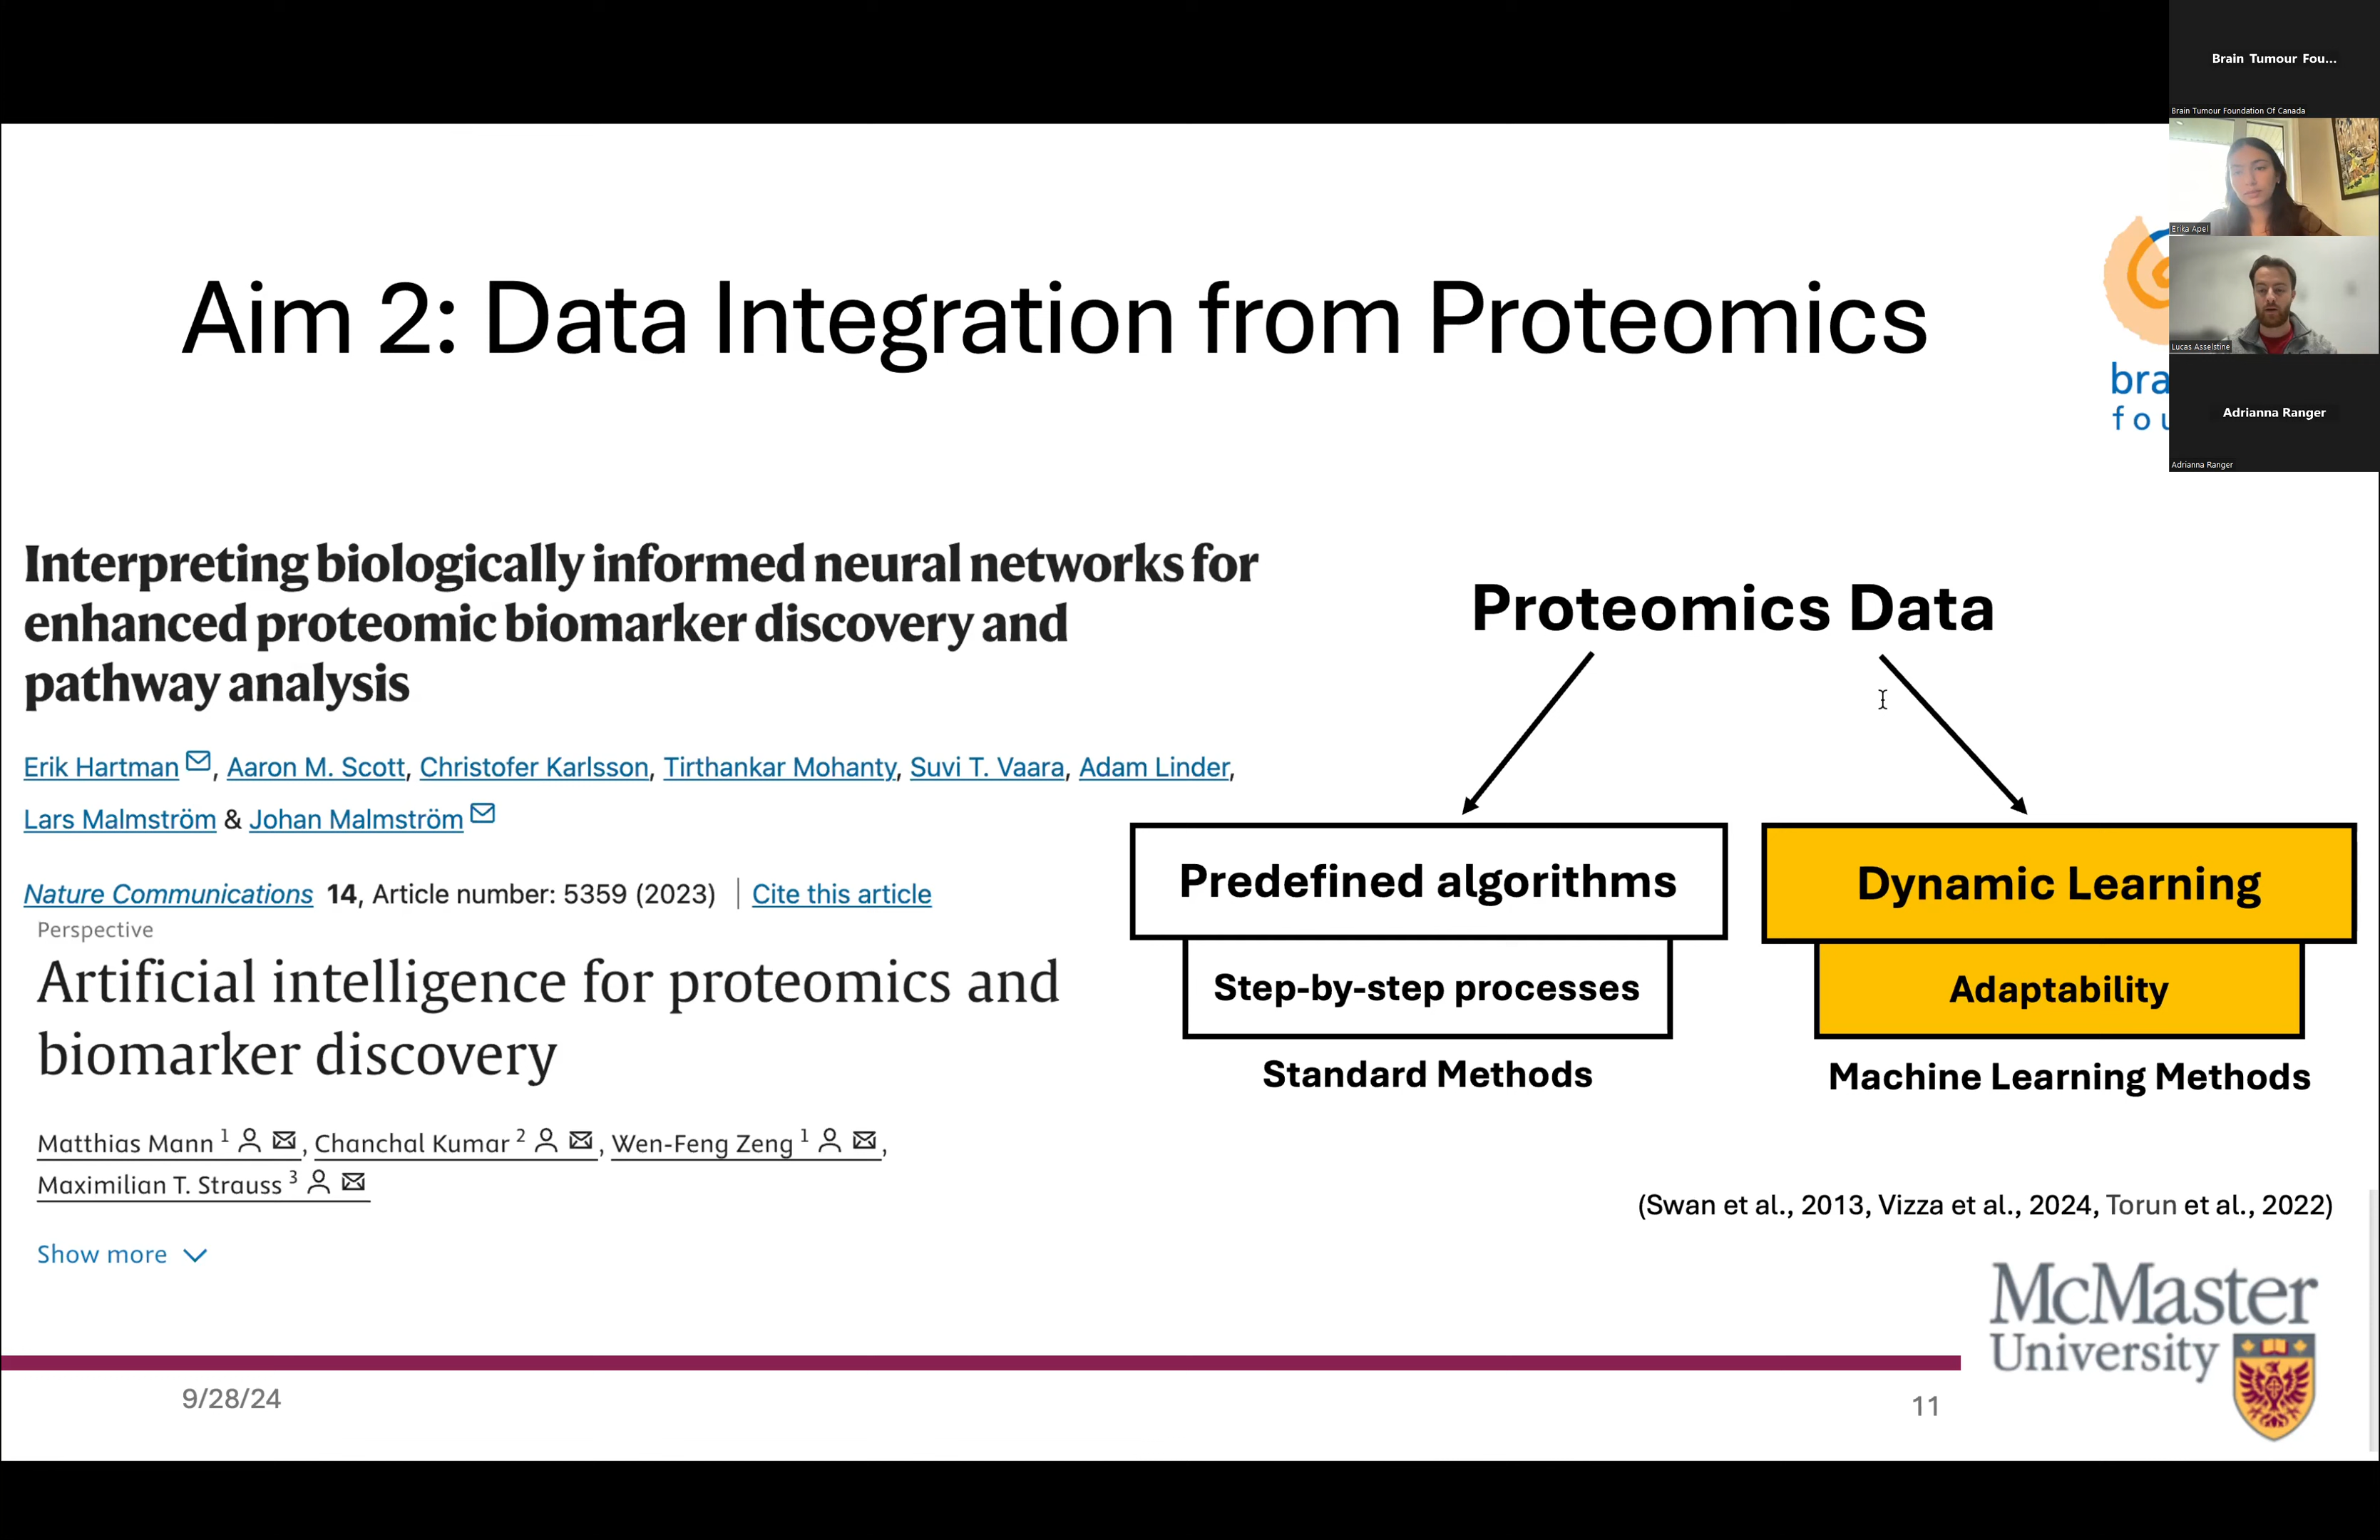 Brain Tumour Fou...
Brain Tumour Foundation Of Canada
Erika Apel
Lucas Asselstine
Adrianna Ranger
Adrianna Ranger
Aim 2: Data Integration from Proteomics
bra
fou
Interpreting biologically informed neural networks for
enhanced proteomic biomarker discovery and
pathway analysis
Erik Hartman, Aaron M. Scott, Christofer Karlsson, Tirthankar Mohanty, Suvi T. Vaara, Adam Linder,
Lars Malmström & Johan Malmström
Nature Communications 14, Article number: 5359 (2023) | Cite this article
Perspective
Artificial intelligence for proteomics and
biomarker discovery
Matthias Mann 1, Chanchal Kumar 2, Wen-Feng Zeng 1,
Maximilian T. Strauss 3
Show more
Proteomics Data
Predefined algorithms
Step-by-step processes
Standard Methods
Dynamic Learning
Adaptability
Machine Learning Methods
(Swan et al., 2013, Vizza et al., 2024, Torun et al., 2022)
McMaster
University
9/28/24
11